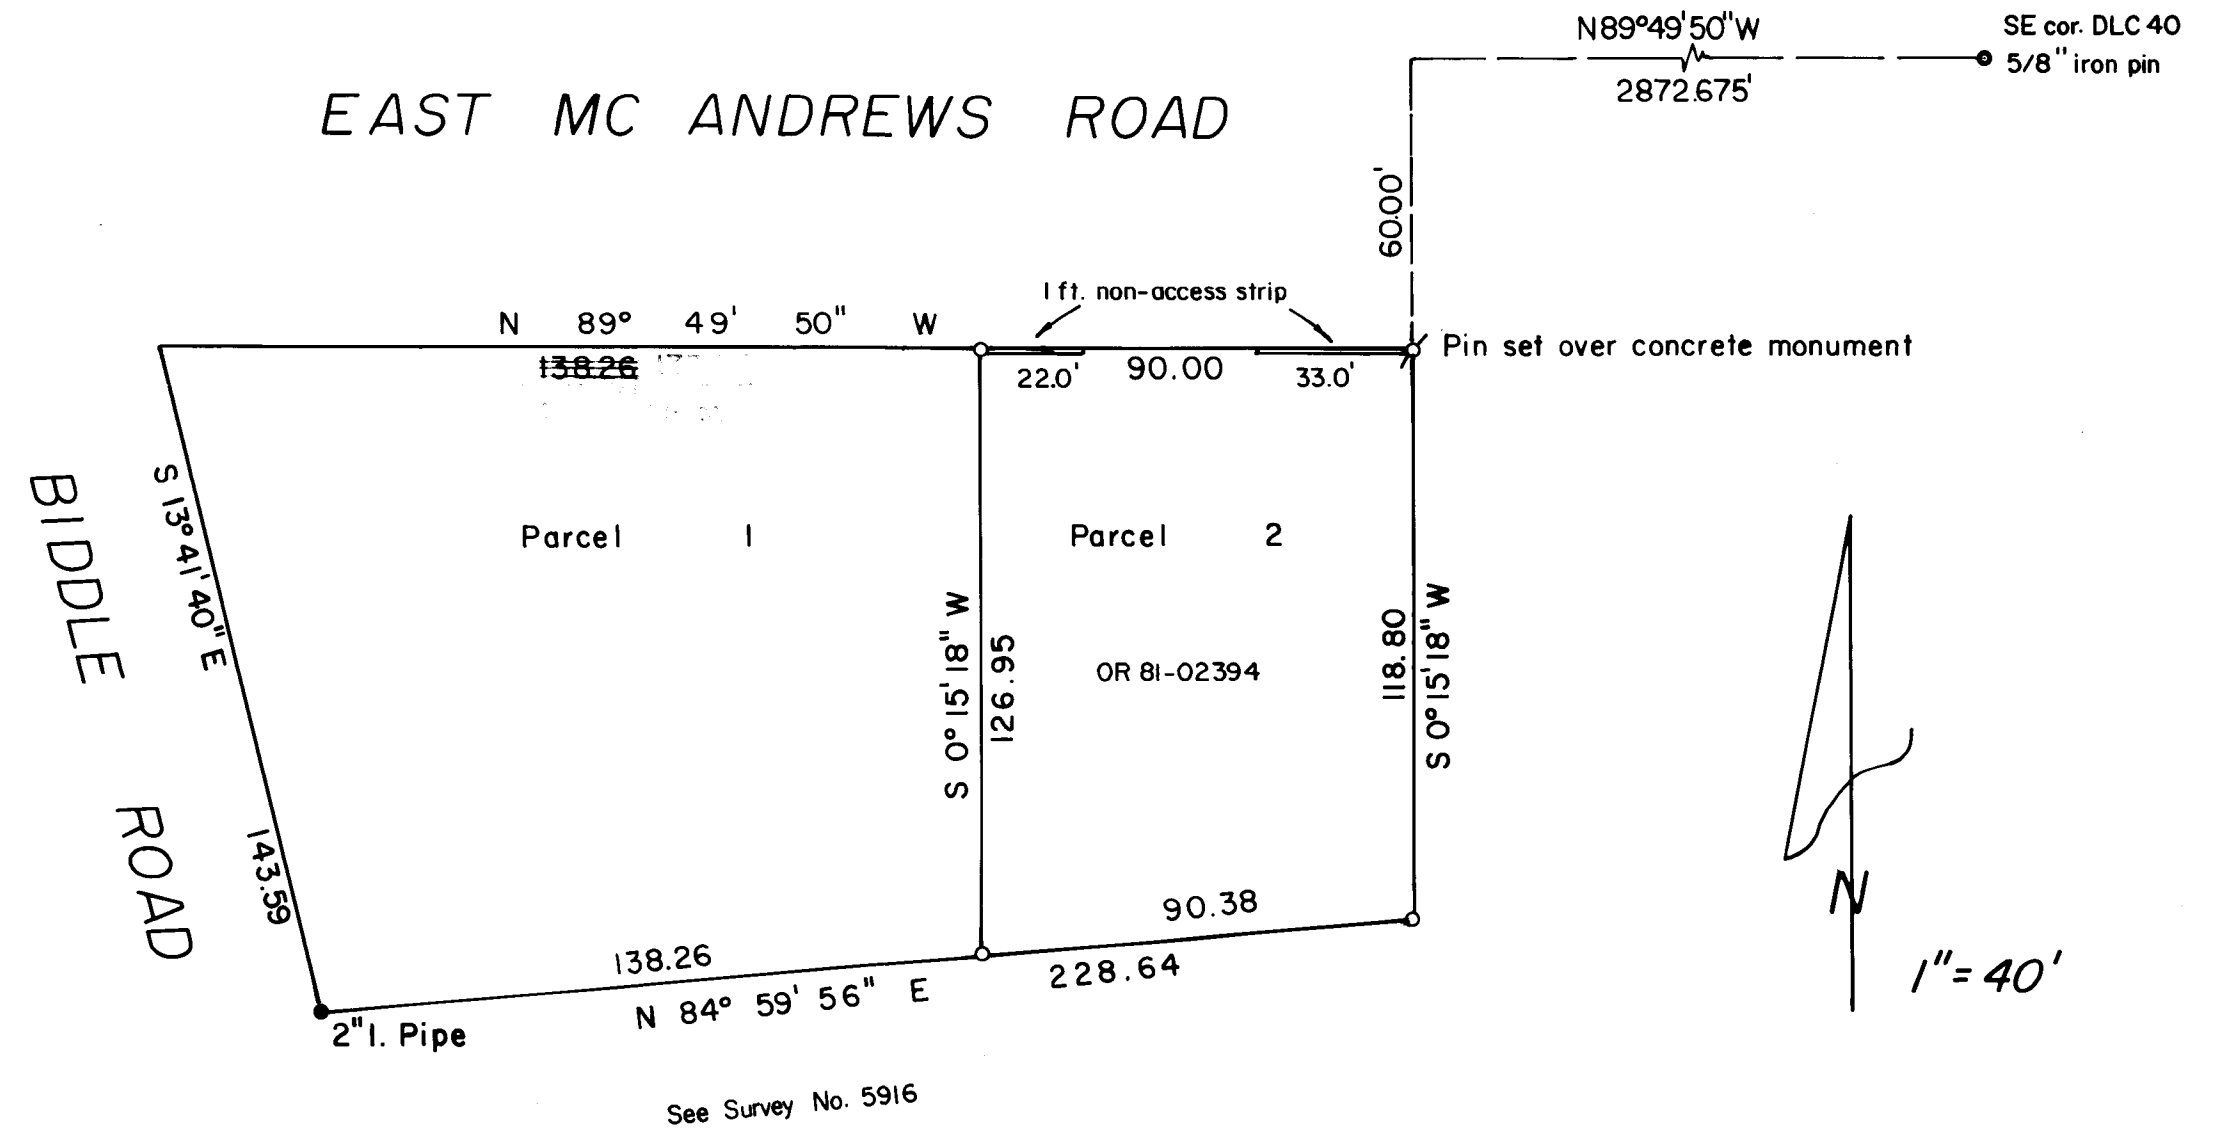 N89°49'50"W
SE cor. DLC 40
5/8" iron pin
2872.675'
EAST MC ANDREWS ROAD
60.00'
1 ft. non-access strip
N 89° 49' 50" W
138.26
22.0' 90.00 33.0'
Pin set over concrete monument
BIDDLE ROAD
S 13° 41' 40" E
143.59
Parcel 1
Parcel 2
S 0° 15' 18" W
126.95
OR 81-02394
118.80
S 0° 15' 18" W
90.38
138.26
N 84° 59' 56" E
228.64
2" I. Pipe
N
1" = 40'
See Survey No. 5916